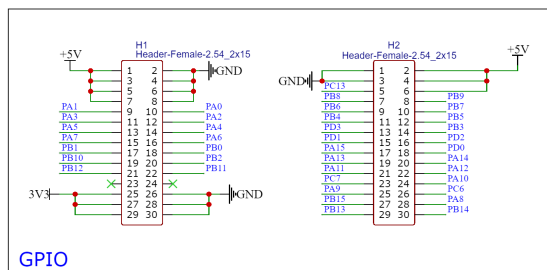 H1
Header-Female-2.54_2x15
+5V
1 2
3 4
5 6
7 8
GND
PA1 9 10 PA0
PA3 11 12 PA2
PA5 13 14 PA4
PA7 15 16 PA6
PB1 17 18 PB0
PB10 19 20 PB2
PB12 21 22 PB11
23 24
25 26
27 28
29 30
3V3
GND
H2
Header-Female-2.54_2x15
+5V
GND
1 2
3 4
PC13 5 6
PB8 7 8 PB9
PB6 9 10 PB7
PB4 11 12 PB5
PD3 13 14 PB3
PD1 15 16 PD2
PA15 17 18 PD0
PA13 19 20 PA14
PA11 21 22 PA12
PC7 23 24 PA10
PA9 25 26 PC6
PB15 27 28 PA8
PB13 29 30 PB14
GPIO